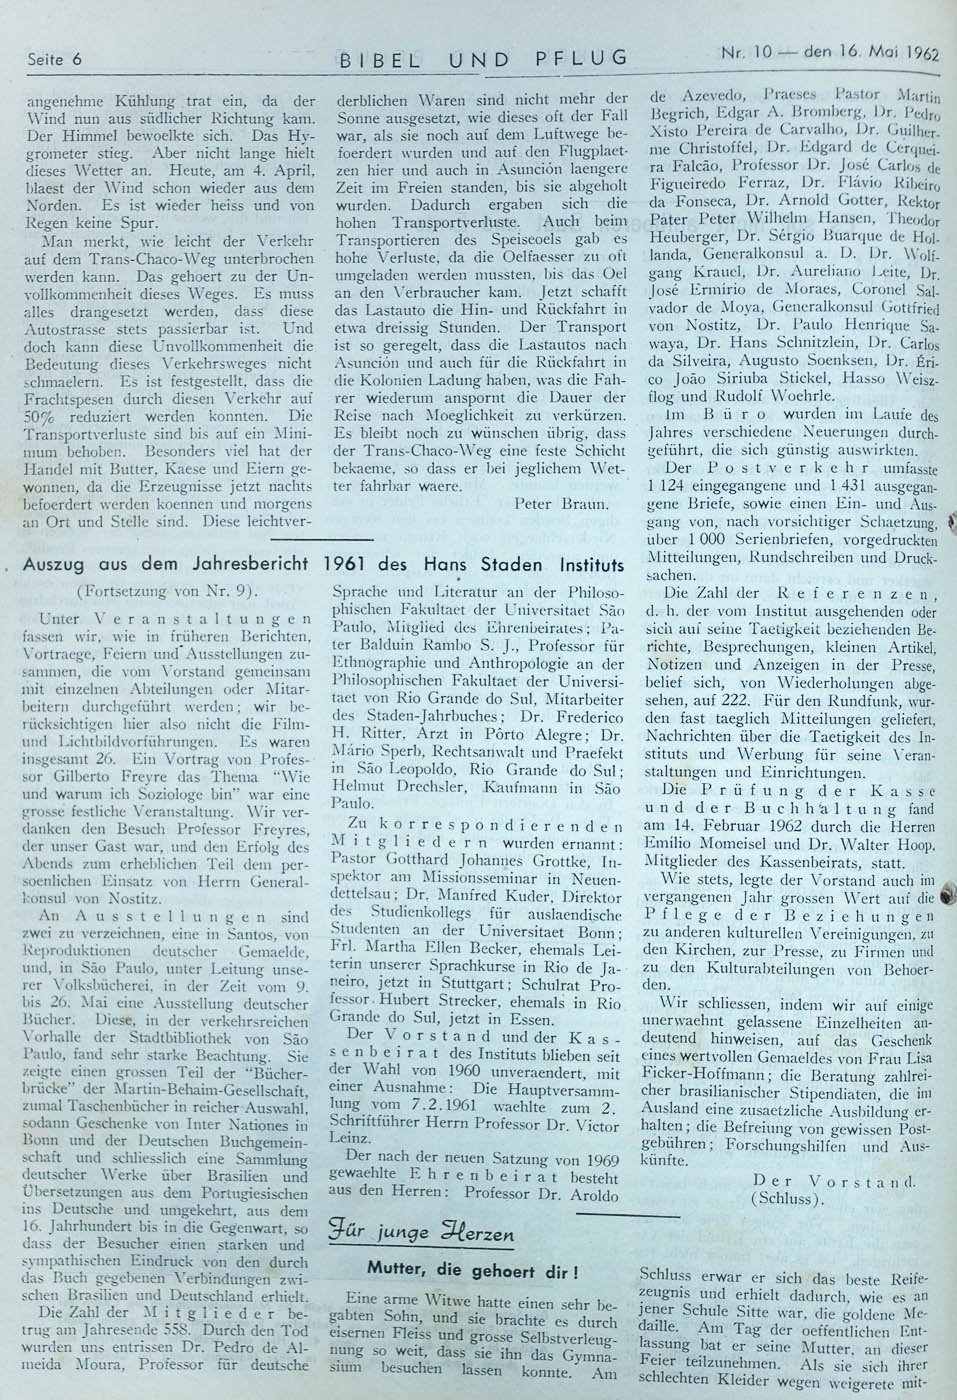 Seite 6
BIBEL UND PFLUG
Nr. 10 — den 16. Mai 1962
angenehme Kühlung trat ein, da der
Wind nun aus südlicher Richtung kam.
Der Himmel bewoelkte sich. Das Hy-
grometer stieg. Aber nicht lange hielt
dieses Wetter an. Heute, am 4. April,
blaest der Wind schon wieder aus dem
Norden. Es ist wieder heiss und von
Regen keine Spur.
Man merkt, wie leicht der Verkehr
auf dem Trans-Chaco-Weg unterbrochen
werden kann. Das gehoert zu der Un-
vollkommenheit dieses Weges. Es muss
alles drangesetzt werden, dass diese
Autostrasse stets passierbar ist. Und
doch kann diese Unvollkommenheit die
Bedeutung dieses Verkehrsweges nicht
schmaelern. Es ist festgestellt, dass die
Frachtspesen durch diesen Verkehr auf
50% reduziert werden konnten. Die
Transportverluste sind bis auf ein Mini-
mum behoben. Besonders viel hat der
Handel mit Butter, Kaese und Eiern ge-
wonnen, da die Erzeugnisse jetzt nachts
befoerdert werden koennen und morgens
an Ort und Stelle sind. Diese leichtver-
derblichen Waren sind nicht mehr der
Sonne ausgesetzt, wie dieses oft der Fall
war, als sie noch auf dem Luftwege be-
foerdert wurden und auf den Flugplaet-
zen hier und auch in Asunción laengere
Zeit im Freien standen, bis sie abgeholt
wurden. Dadurch ergaben sich die
hohen Transportverluste. Auch beim
Transportieren des Speiseoels gab es
hohe Verluste, da die Oelfaesser zu oft
umgeladen werden mussten, bis das Oel
an den Verbraucher kam. Jetzt schafft
das Lastauto die Hin- und Rückfahrt in
etwa dreissig Stunden. Der Transport
ist so geregelt, dass die Lastautos nach
Asunción und auch für die Rückfahrt in
die Kolonien Ladung haben, was die Fah-
rer wiederum anspornt die Dauer der
Reise nach Moeglichkeit zu verkürzen.
Es bleibt noch zu wünschen übrig, dass
der Trans-Chaco-Weg eine feste Schicht
bekaeme, so dass er bei jeglichem Wet-
ter fahrbar waere.
Peter Braun.
Auszug aus dem Jahresbericht 1961 des Hans Staden Instituts
(Fortsetzung von Nr. 9).
Unter Veranstaltungen
fassen wir, wie in früheren Berichten,
Vortraege, Feiern und Ausstellungen zu-
sammen, die vom Vorstand gemeinsam
mit einzelnen Abteilungen oder Mitar-
beitern durchgeführt werden; wir be-
rücksichtigen hier also nicht die Film-
und Lichtbildvorführungen. Es waren
insgesamt 26. Ein Vortrag von Profes-
sor Gilberto Freyre das Thema "Wie
und warum ich Soziologe bin" war eine
grosse festliche Veranstaltung. Wir ver-
danken den Besuch Professor Freyres,
der unser Gast war, und den Erfolg des
Abends zum erheblichen Teil dem per-
soenlichen Einsatz von Herrn General-
konsul von Nostitz.
An Ausstellungen sind
zwei zu verzeichnen, eine in Santos, von
Reproduktionen deutscher Gemaelde,
und, in São Paulo, unter Leitung unse-
rer Volksbücherei, in der Zeit vom 9.
bis 26. Mai eine Ausstellung deutscher
Bücher. Diese, in der verkehrsreichen
Vorhalle der Stadtbibliothek von São
Paulo, fand sehr starke Beachtung. Sie
zeigte einen grossen Teil der "Bücher-
brücke" der Martin-Behaim-Gesellschaft,
zumal Taschenbücher in reicher Auswahl,
sodann Geschenke von Inter Nationes in
Bonn und der Deutschen Buchgemein-
schaft und schliesslich eine Sammlung
deutscher Werke über Brasilien und
Übersetzungen aus dem Portugiesischen
ins Deutsche und umgekehrt, aus dem
16. Jahrhundert bis in die Gegenwart, so
dass der Besucher einen starken und
sympathischen Eindruck von den durch
das Buch gegebenen Verbindungen zwi-
schen Brasilien und Deutschland erhielt.
Die Zahl der Mitglieder be-
trug am Jahresende 558. Durch den Tod
wurden uns entrissen Dr. Pedro de Al-
meida Moura, Professor für deutsche
Sprache und Literatur an der Philoso-
phischen Fakultaet der Universitaet São
Paulo, Mitglied des Ehrenbeirates; Pa-
ter Balduin Rambo S. J., Professor für
Ethnographie und Anthropologie an der
Philosophischen Fakultaet der Universi-
taet von Rio Grande do Sul, Mitarbeiter
des Staden-Jahrbuches; Dr. Frederico
H. Ritter, Arzt in Pôrto Alegre; Dr.
Mário Sperb, Rechtsanwalt und Praefekt
in São Leopoldo, Rio Grande do Sul;
Helmut Drechsler, Kaufmann in São
Paulo.
Zu korrespondierenden
Mitgliedern wurden ernannt:
Pastor Gotthard Johannes Grottke, In-
spektor am Missionsseminar in Neuen-
dettelsau; Dr. Manfred Kuder, Direktor
des Studienkollegs für auslaendische
Studenten an der Universitaet Bonn;
Frl. Martha Ellen Becker, ehemals Lei-
terin unserer Sprachkurse in Rio de Ja-
neiro, jetzt in Stuttgart; Schulrat Pro-
fessor Hubert Strecker, ehemals in Rio
Grande do Sul, jetzt in Essen.
Der Vorstand und der Kas-
senbeirat des Instituts blieben seit
der Wahl von 1960 unveraendert, mit
einer Ausnahme: Die Hauptversamm-
lung vom 7.2.1961 waehlte zum 2.
Schriftführer Herrn Professor Dr. Victor
Leinz.
Der nach der neuen Satzung von 1969
gewaehlte Ehrenbeirat besteht
aus den Herren: Professor Dr. Aroldo
de Azevedo, Praeses Pastor Martin
Begrich, Edgar A. Bromberg, Dr. Pedro
Xisto Pereira de Carvalho, Dr. Guilher-
me Christoffel, Dr. Edgard de Cerquei-
ra Falcão, Professor Dr. José Carlos de
Figueiredo Ferraz, Dr. Flávio Ribeiro
da Fonseca, Dr. Arnold Gotter, Rektor
Pater Peter Wilhelm Hansen, Theodor
Heuberger, Dr. Sérgio Buarque de Hol-
landa, Generalkonsul a. D. Dr. Wolf-
gang Krauel, Dr. Aureliano Leite, Dr.
José Ermírio de Moraes, Coronel Sal-
vador de Moya, Generalkonsul Gottfried
von Nostitz, Dr. Paulo Henrique Sa-
waya, Dr. Hans Schnitzlein, Dr. Carlos
da Silveira, Augusto Soenksen, Dr. Éri-
co João Siriuba Stickel, Hasso Weisz-
flog und Rudolf Woehrle.
Im Büro wurden im Laufe des
Jahres verschiedene Neuerungen durch-
geführt, die sich günstig auswirkten.
Der Postverkehr umfasste
1 124 eingegangene und 1 431 ausgegan-
gene Briefe, sowie einen Ein- und Aus-
gang von, nach vorsichtiger Schaetzung,
über 1 000 Serienbriefen, vorgedruckten
Mitteilungen, Rundschreiben und Druck-
sachen.
Die Zahl der Referenzen,
d. h. der vom Institut ausgehenden oder
sich auf seine Taetigkeit beziehenden Be-
richte, Besprechungen, kleinen Artikel,
Notizen und Anzeigen in der Presse,
belief sich, von Wiederholungen abge-
sehen, auf 222. Für den Rundfunk, wur-
den fast taeglich Mitteilungen geliefert,
Nachrichten über die Taetigkeit des In-
stituts und Werbung für seine Veran-
staltungen und Einrichtungen.
Die Prüfung der Kasse
und der Buchhaltung fand
am 14. Februar 1962 durch die Herren
Emilio Momeisel und Dr. Walter Hoop,
Mitglieder des Kassenbeirats, statt.
Wie stets, legte der Vorstand auch im
vergangenen Jahr grossen Wert auf die
Pflege der Beziehungen
zu anderen kulturellen Vereinigungen, zu
den Kirchen, zur Presse, zu Firmen und
zu den Kulturabteilungen von Behoer-
den.
Wir schliessen, indem wir auf einige
unerwaehnt gelassene Einzelheiten an-
deutend hinweisen, auf das Geschenk
eines wertvollen Gemaeldes von Frau Lisa
Ficker-Hoffmann; die Beratung zahlrei-
cher brasilianischer Stipendiaten, die im
Ausland eine zusaetzliche Ausbildung er-
halten; die Befreiung von gewissen Post-
gebühren; Forschungshilfen und Aus-
künfte.
Der Vorstand.
(Schluss).
Für junge Herzen
Mutter, die gehoert dir!
Eine arme Witwe hatte einen sehr be-
gabten Sohn, und sie brachte es durch
eisernen Fleiss und grosse Selbstverleug-
nung so weit, dass sie ihn das Gymna-
sium besuchen lassen konnte. Am
Schluss erwar er sich das beste Reife-
zeugnis und erhielt dadurch, wie es an
jener Schule Sitte war, die goldene Me-
daille. Am Tag der oeffentlichen Ent-
lassung bat er seine Mutter, an dieser
Feier teilzunehmen. Als sie sich ihrer
schlechten Kleider wegen weigerete mit-